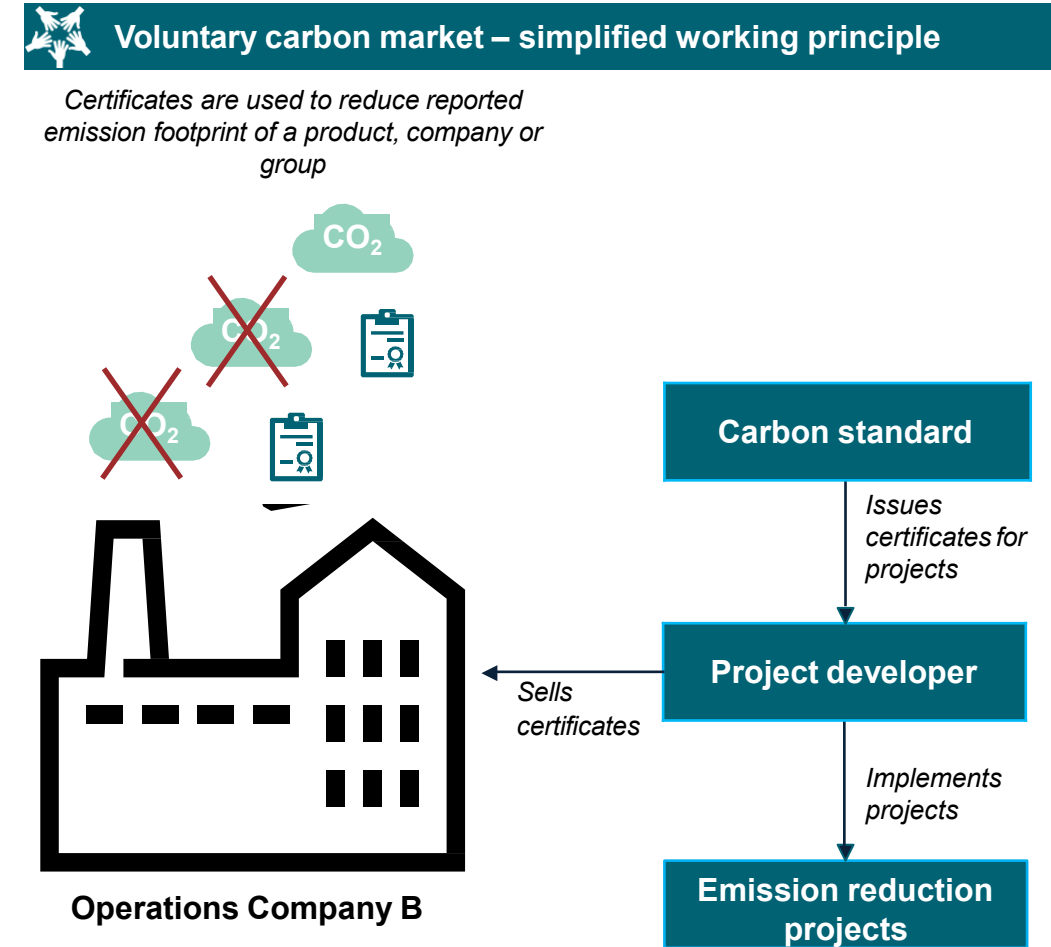 Voluntary carbon market – simplified working principle
Certificates are used to reduce reported
emission footprint of a product, company or
group
CO₂
CO₂
CO₂
Carbon standard
Issues
certificates for
projects
Project developer
Sells
certificates
Implements
projects
Emission reduction
projects
Operations Company B